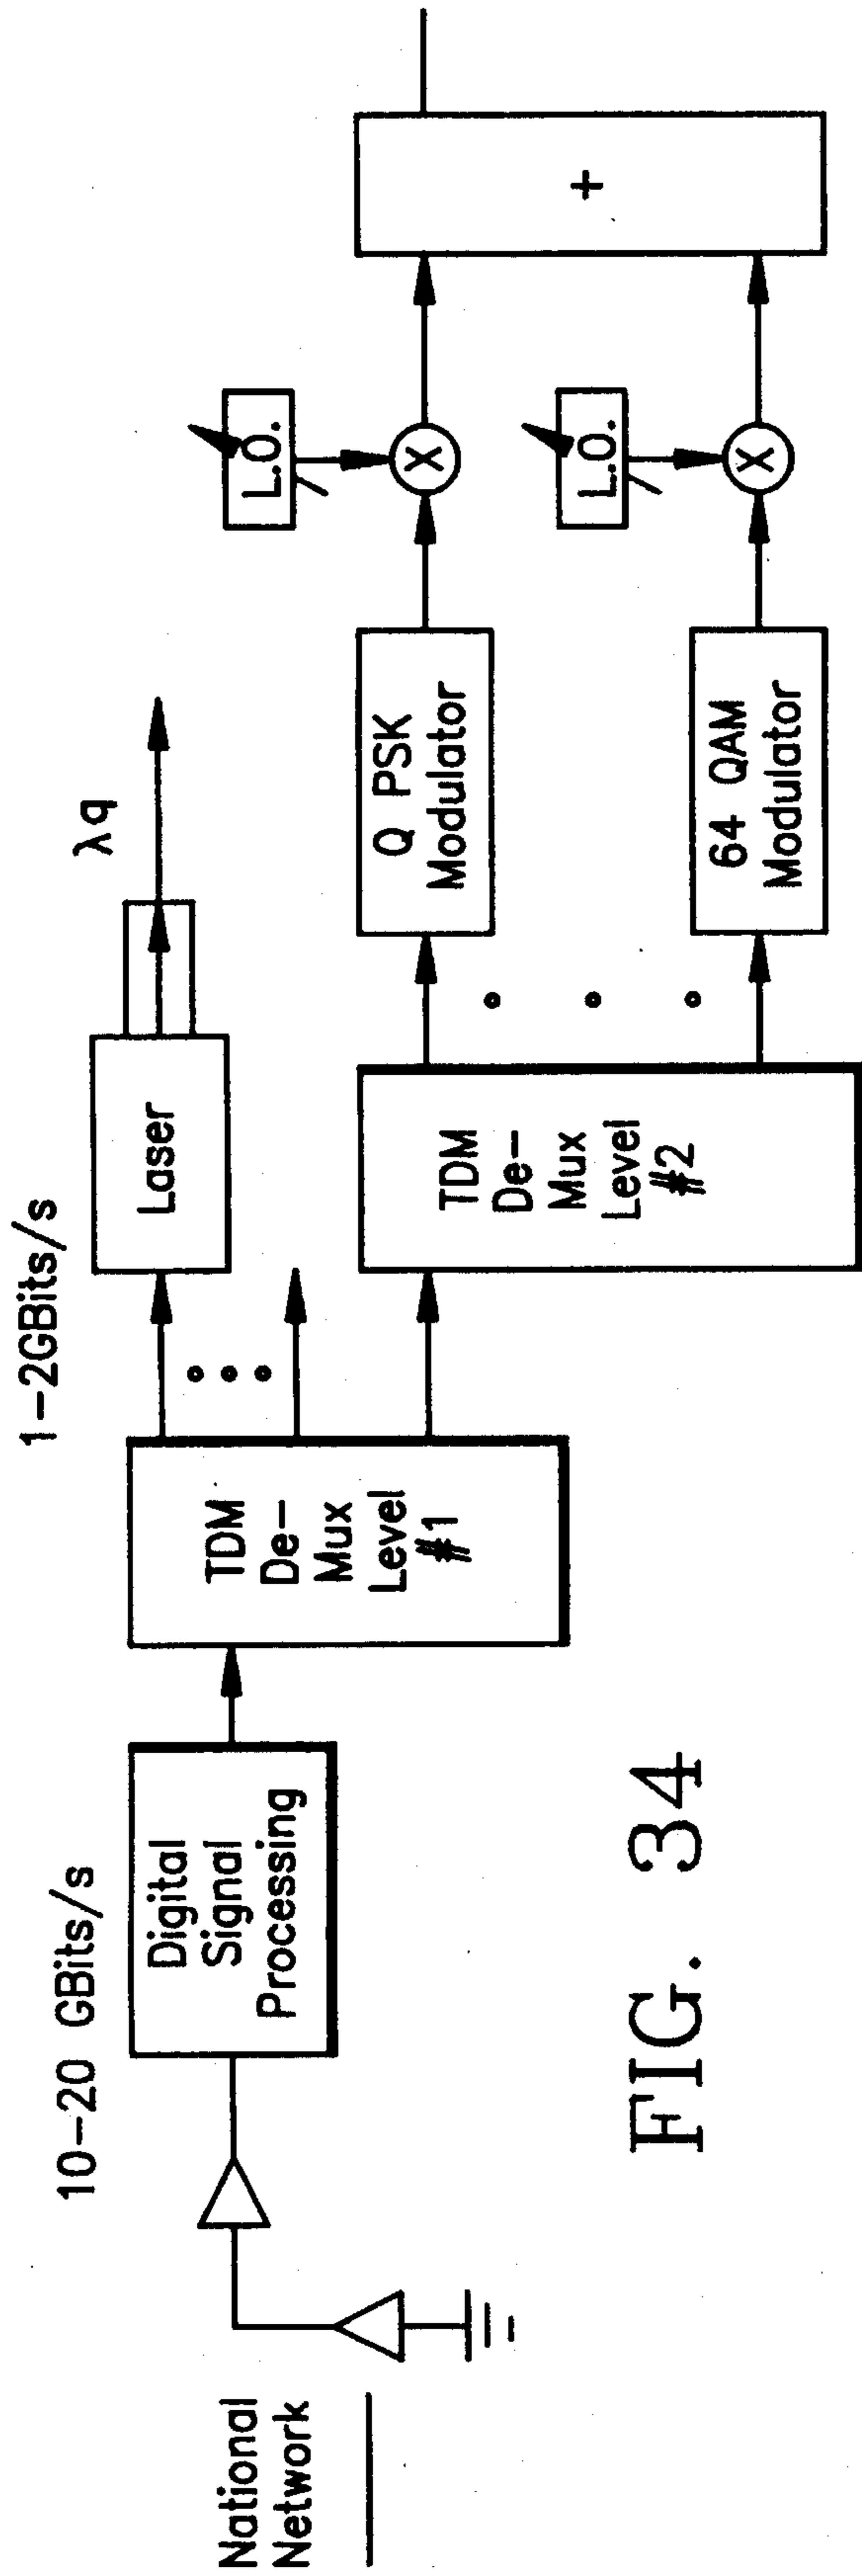 National
Network
10-20 GBits/s
Digital
Signal
Processing
TDM
De-
Mux
Level
#1
1-2GBits/s
Laser
λq
TDM
De-
Mux
Level
#2
Q PSK
Modulator
64 QAM
Modulator
L.O.
X
L.O.
X
+
FIG. 34